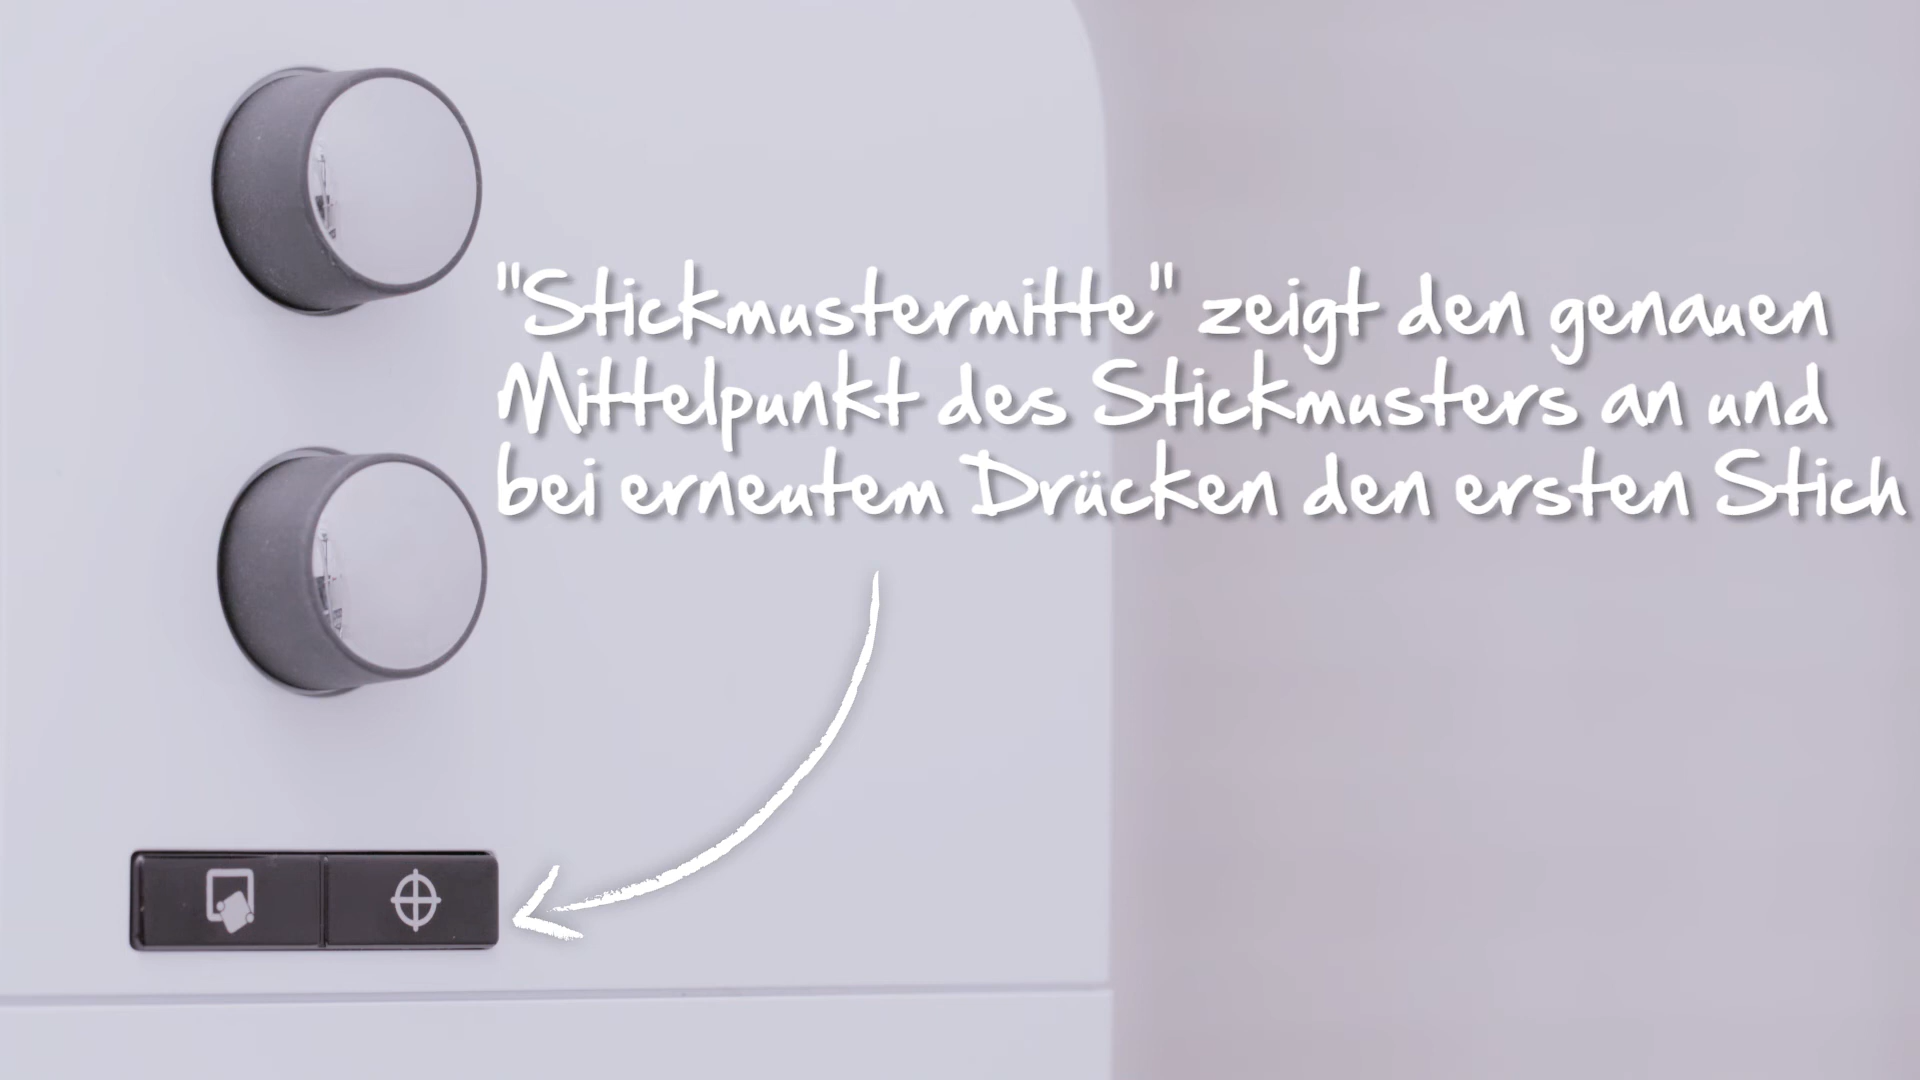 "Stickmustermitte" zeigt den genauen
Mittelpunkt des Stickmusters an und
bei erneutem Drücken den ersten Stich